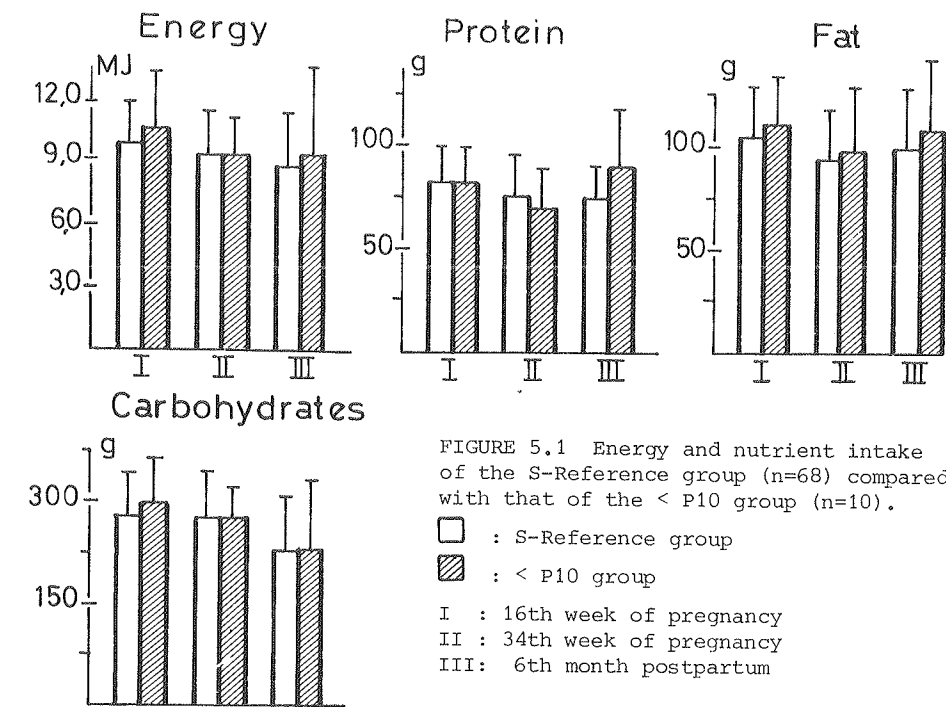 Energy
MJ
12,0
9,0
6,0
3,0
I II III
Protein
g
100
50
I II III
Fat
g
100
50
I II III
Carbohydrates
g
300
150
FIGURE 5.1 Energy and nutrient intake
of the S-Reference group (n=68) compared
with that of the < P10 group (n=10).
: S-Reference group
: < P10 group
I : 16th week of pregnancy
II : 34th week of pregnancy
III: 6th month postpartum